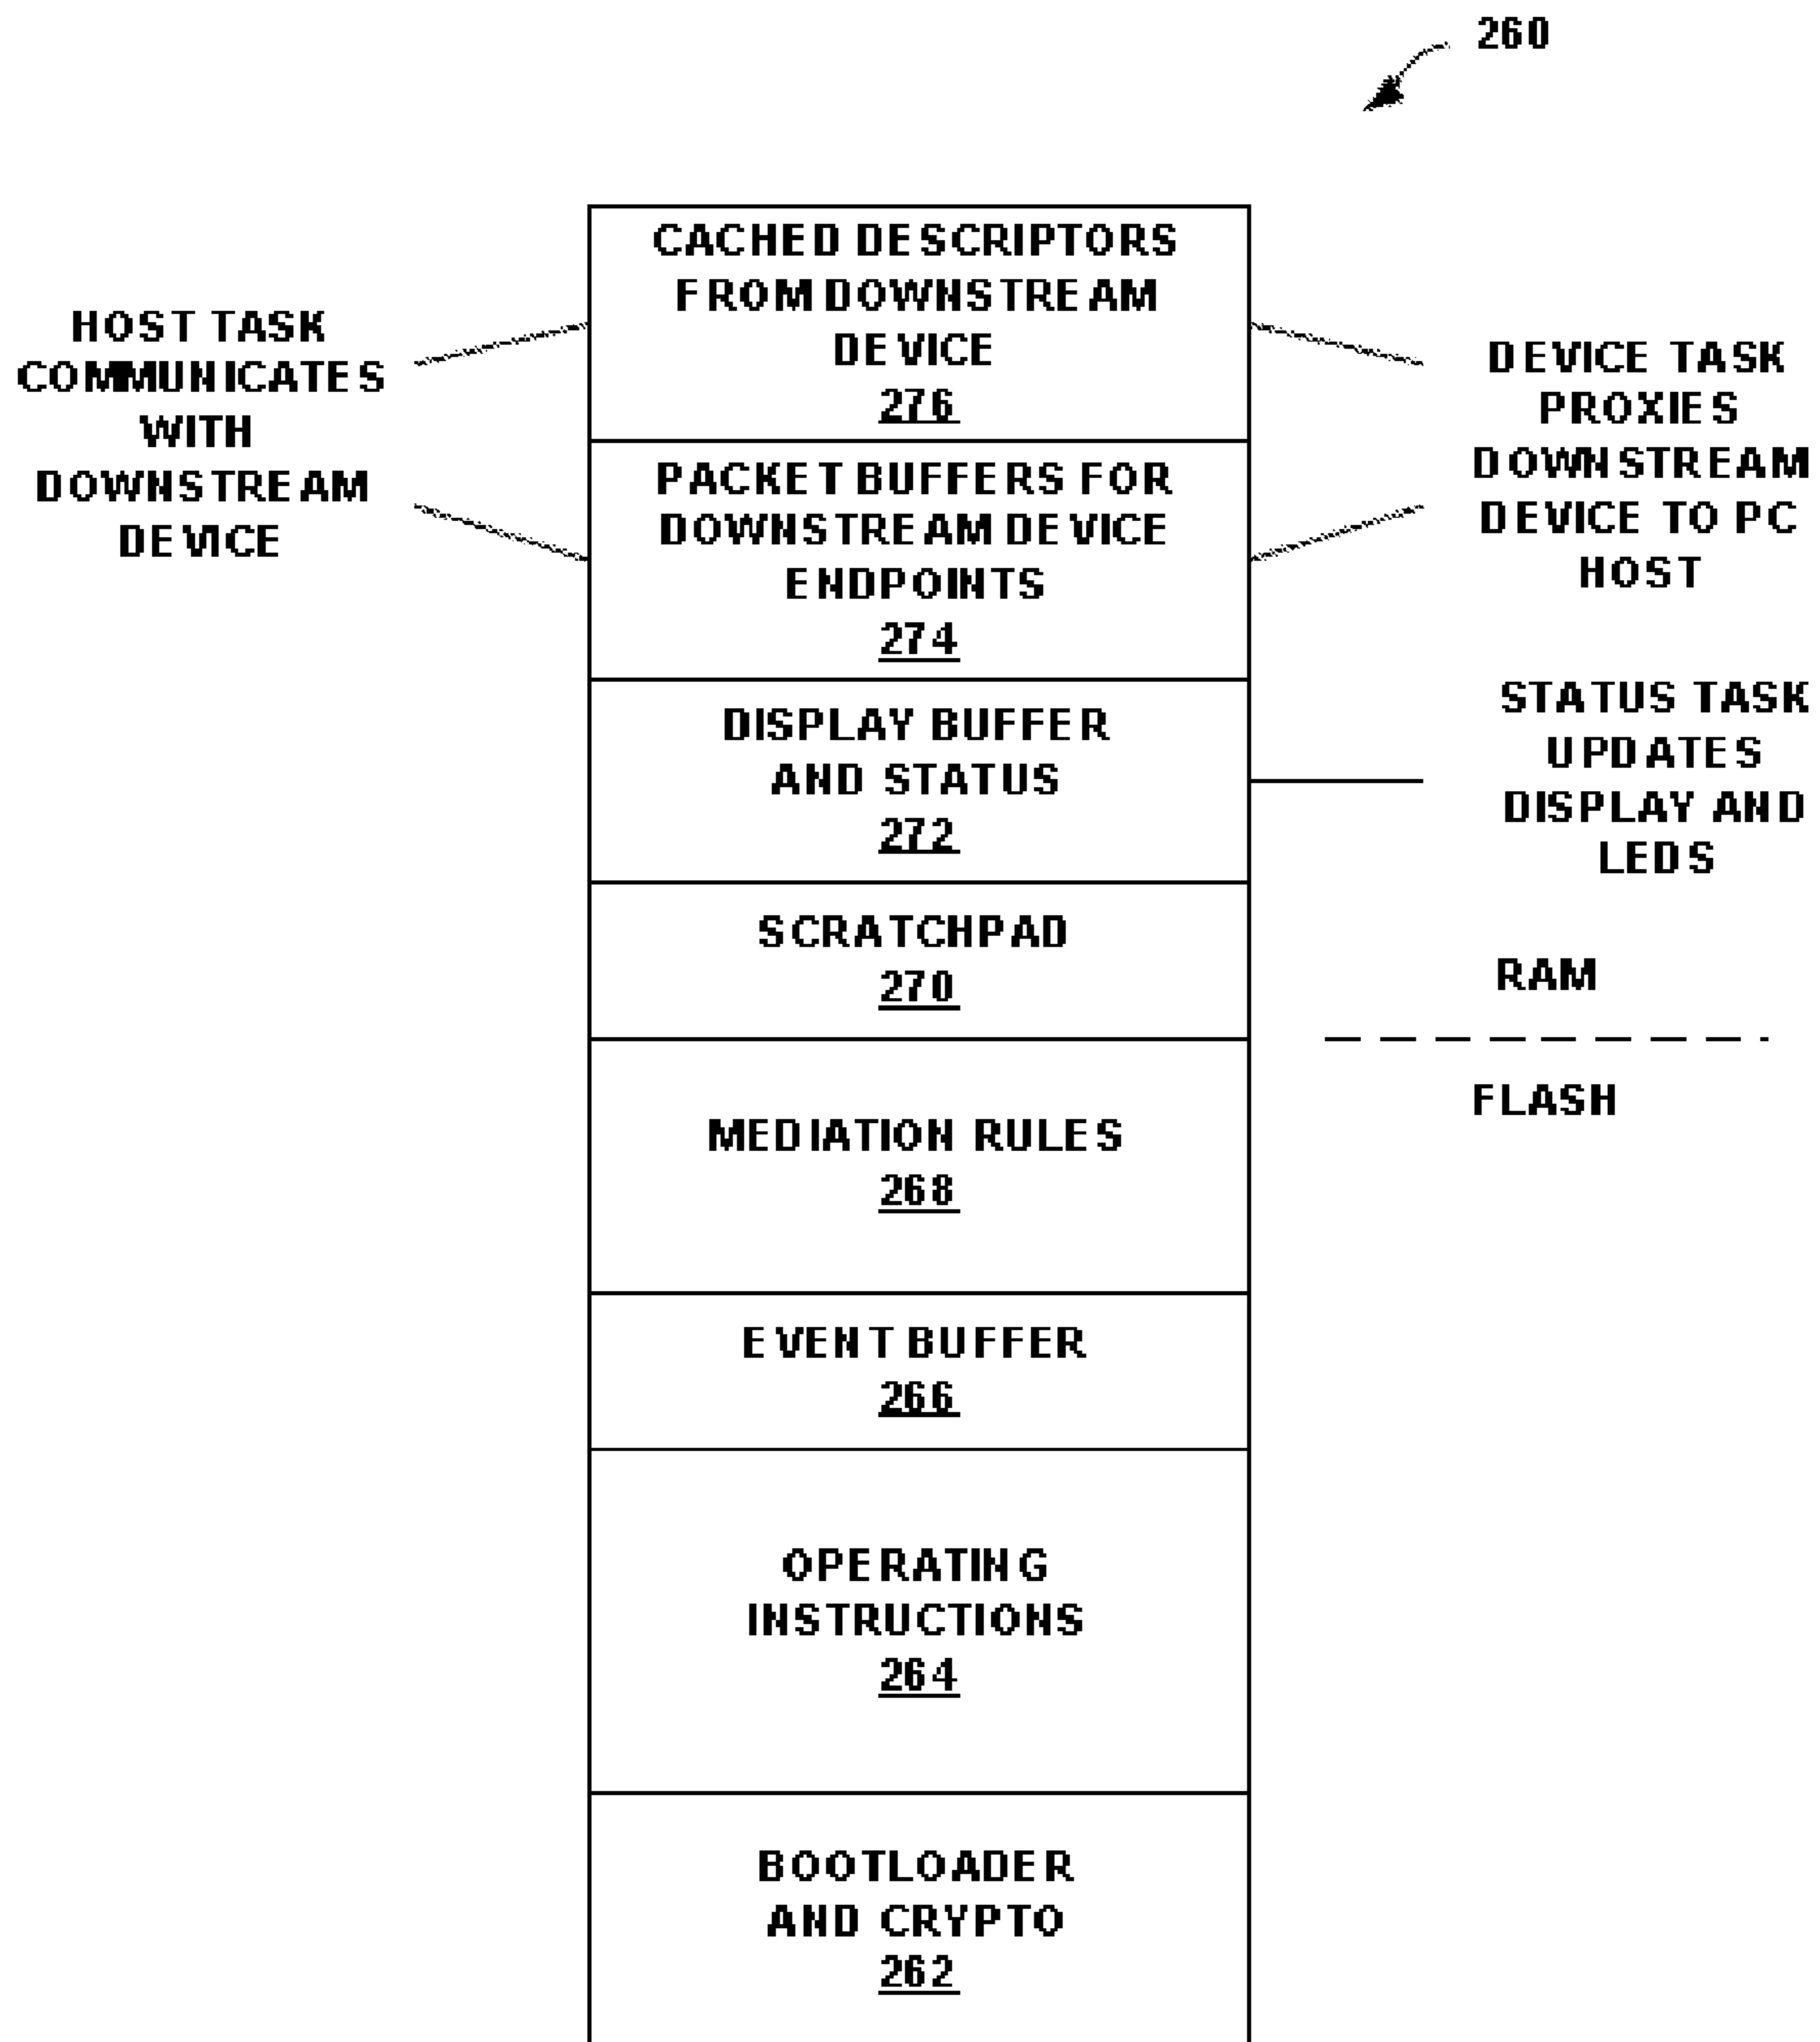 260
CACHED DESCRIPTORS
FROM DOWNSTREAM
DEVICE
276
HOST TASK
COMMUNICATES
WITH
DOWNSTREAM
DEVICE
DEVICE TASK
PROXIES
DOWNSTREAM
DEVICE TO PC
HOST
PACKET BUFFERS FOR
DOWNSTREAM DEVICE
ENDPOINTS
274
DISPLAY BUFFER
AND STATUS
272
STATUS TASK
UPDATES
DISPLAY AND
LEDS
SCRATCHPAD
270
RAM
FLASH
MEDIATION RULES
268
EVENT BUFFER
266
OPERATING
INSTRUCTIONS
264
BOOTLOADER
AND CRYPTO
262